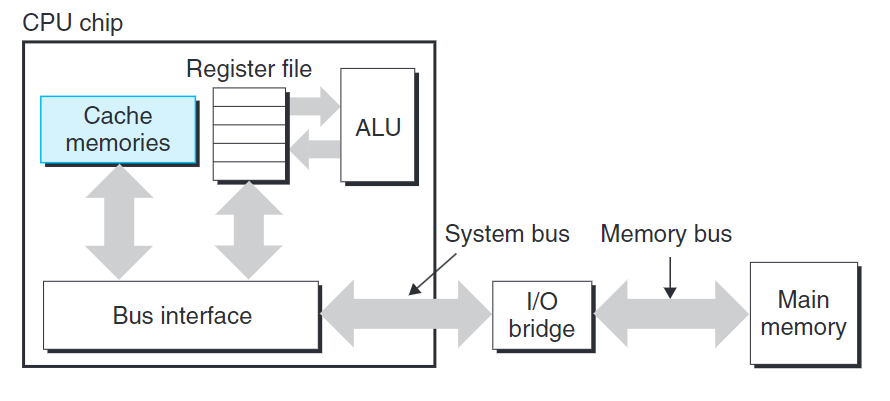 CPU chip
Register file
Cache
memories
ALU
System bus
Memory bus
Bus interface
I/O
bridge
Main
memory